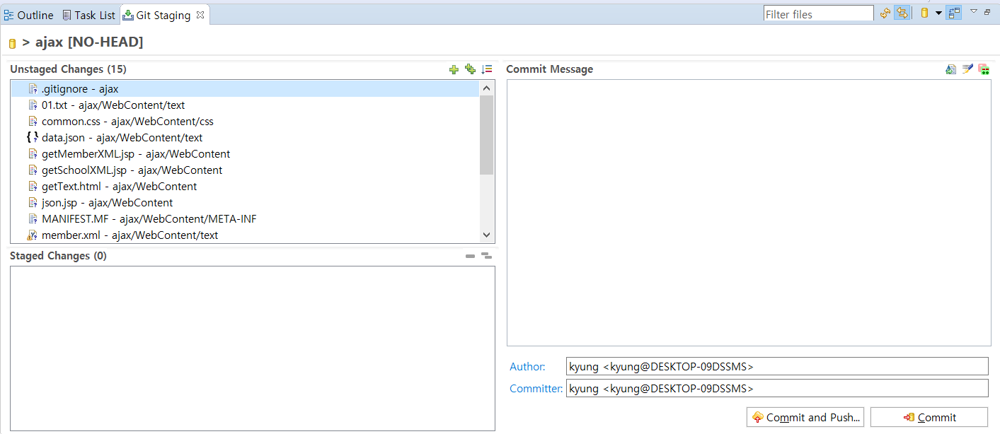 Outline Task List Git Staging Filter files
> ajax [NO-HEAD]
Unstaged Changes (15)
.gitignore - ajax
01.txt - ajax/WebContent/text
common.css - ajax/WebContent/css
data.json - ajax/WebContent/text
getMemberXML.jsp - ajax/WebContent
getSchoolXML.jsp - ajax/WebContent
getText.html - ajax/WebContent
json.jsp - ajax/WebContent
MANIFEST.MF - ajax/WebContent/META-INF
member.xml - ajax/WebContent/text
Staged Changes (0)
Commit Message
Author: kyung <kyung@DESKTOP-09DSSMS>
Committer: kyung <kyung@DESKTOP-09DSSMS>
Commit and Push... Commit